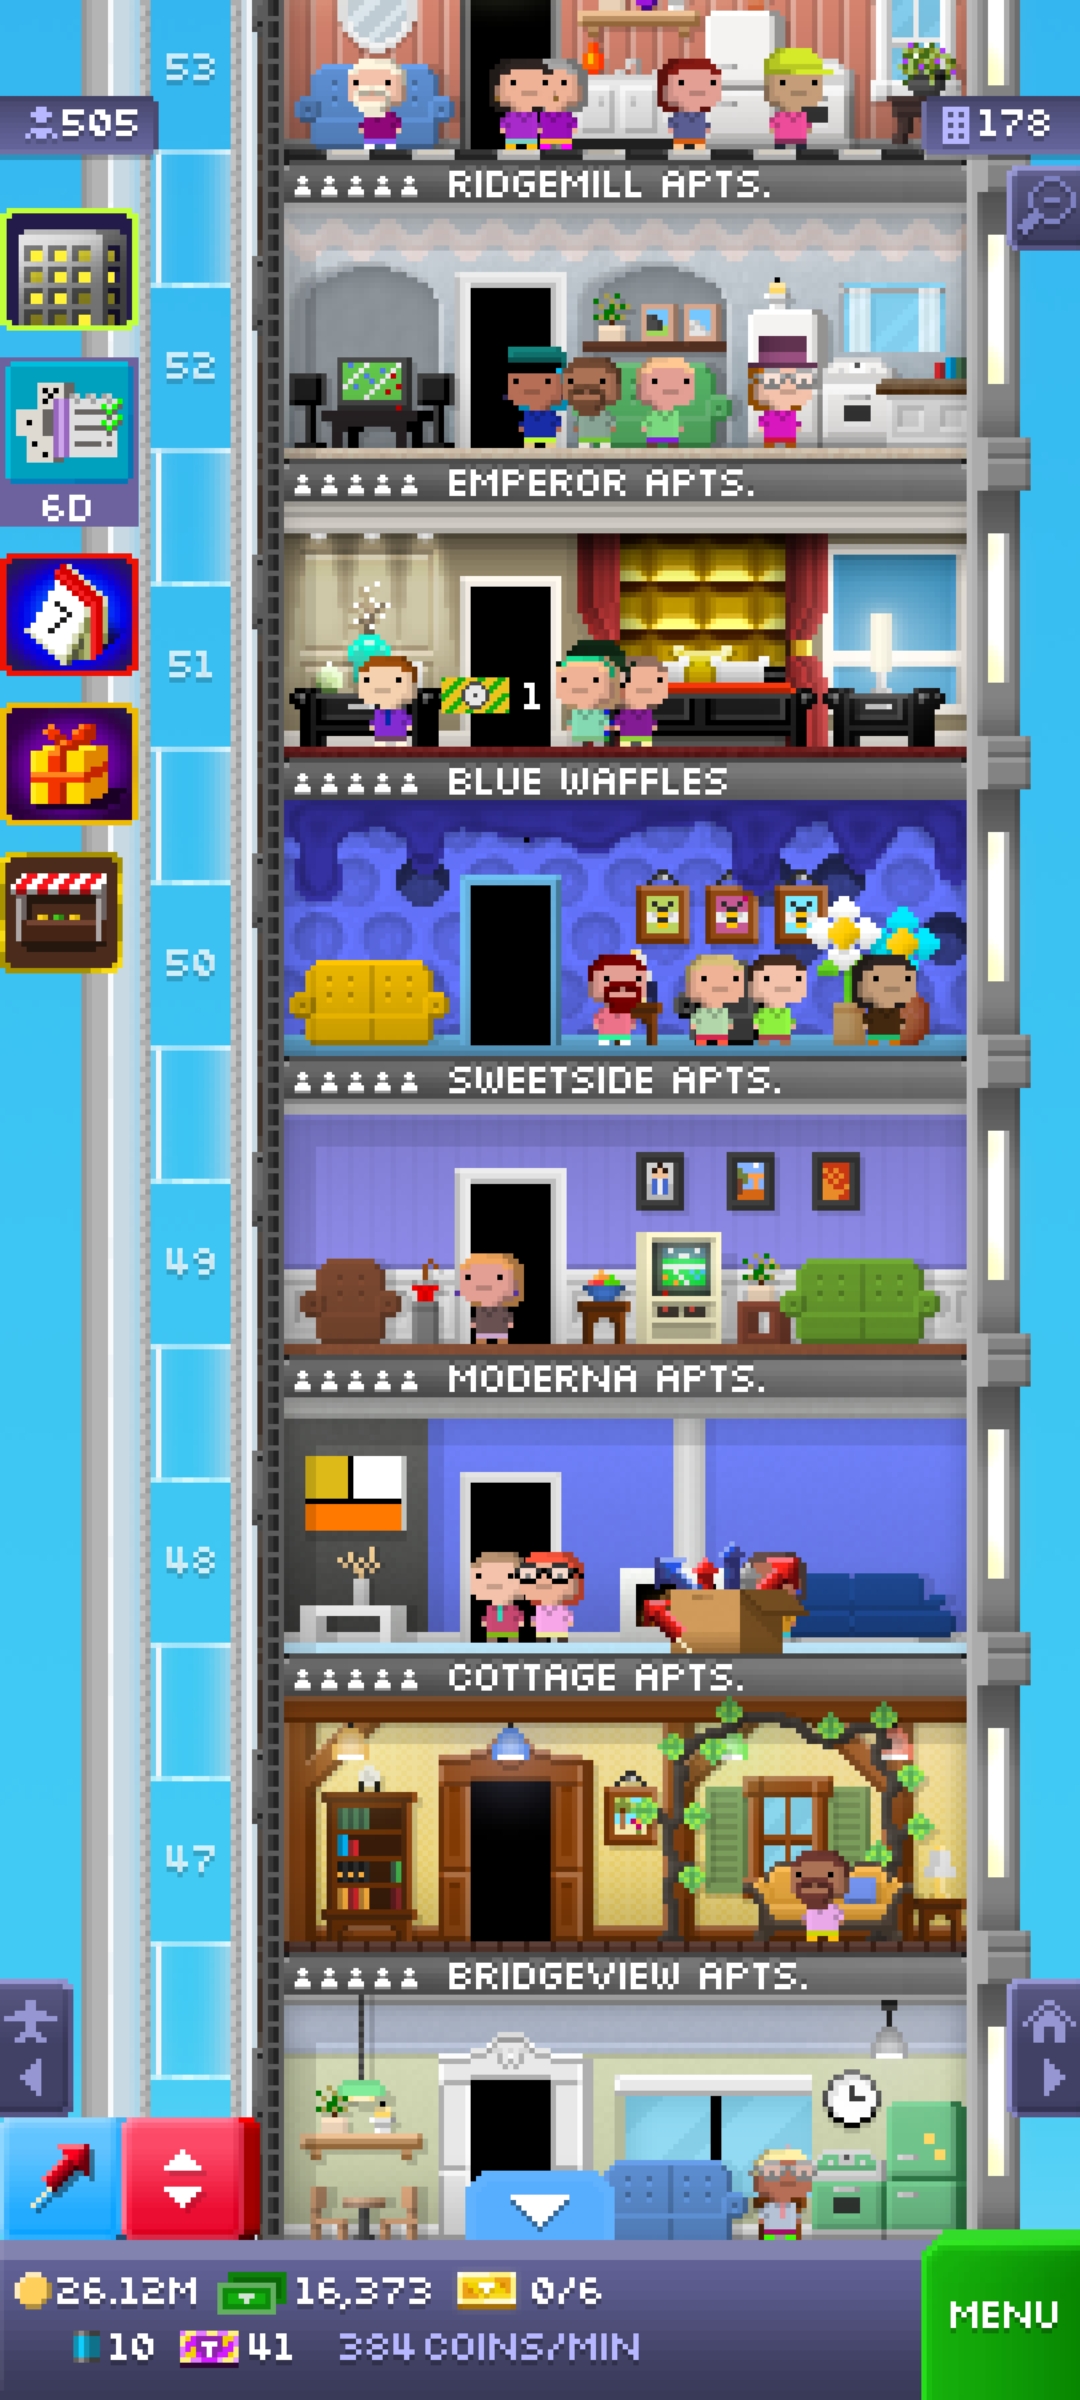 53
505
178
RIDGEMILL APTS.
52
EMPEROR APTS.
6D
7
51
1
BLUE WAFFLES
50
SWEETSIDE APTS.
49
MODERNA APTS.
48
COTTAGE APTS.
47
BRIDGEVIEW APTS.
26.12M 16,373 0/6
MENU
10 T 41 384 COINS/MIN